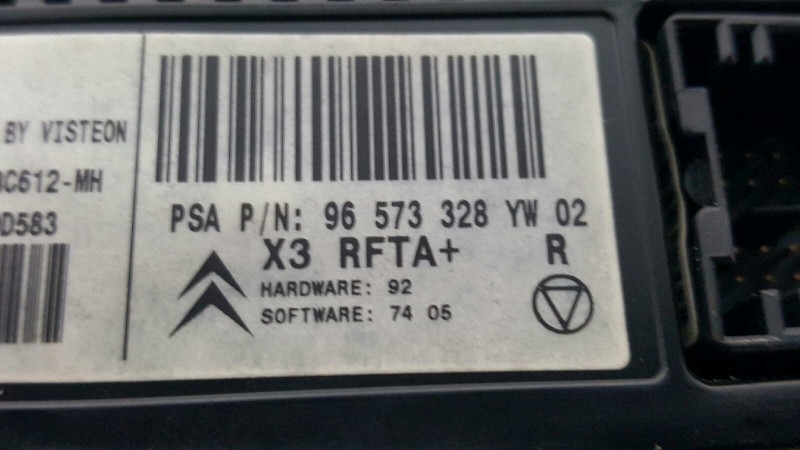 BY VISTEON
C612-MH
D583
PSA P/N: 96 573 328 YW 02
X3 RFTA+ R
HARDWARE: 92
SOFTWARE: 74 05